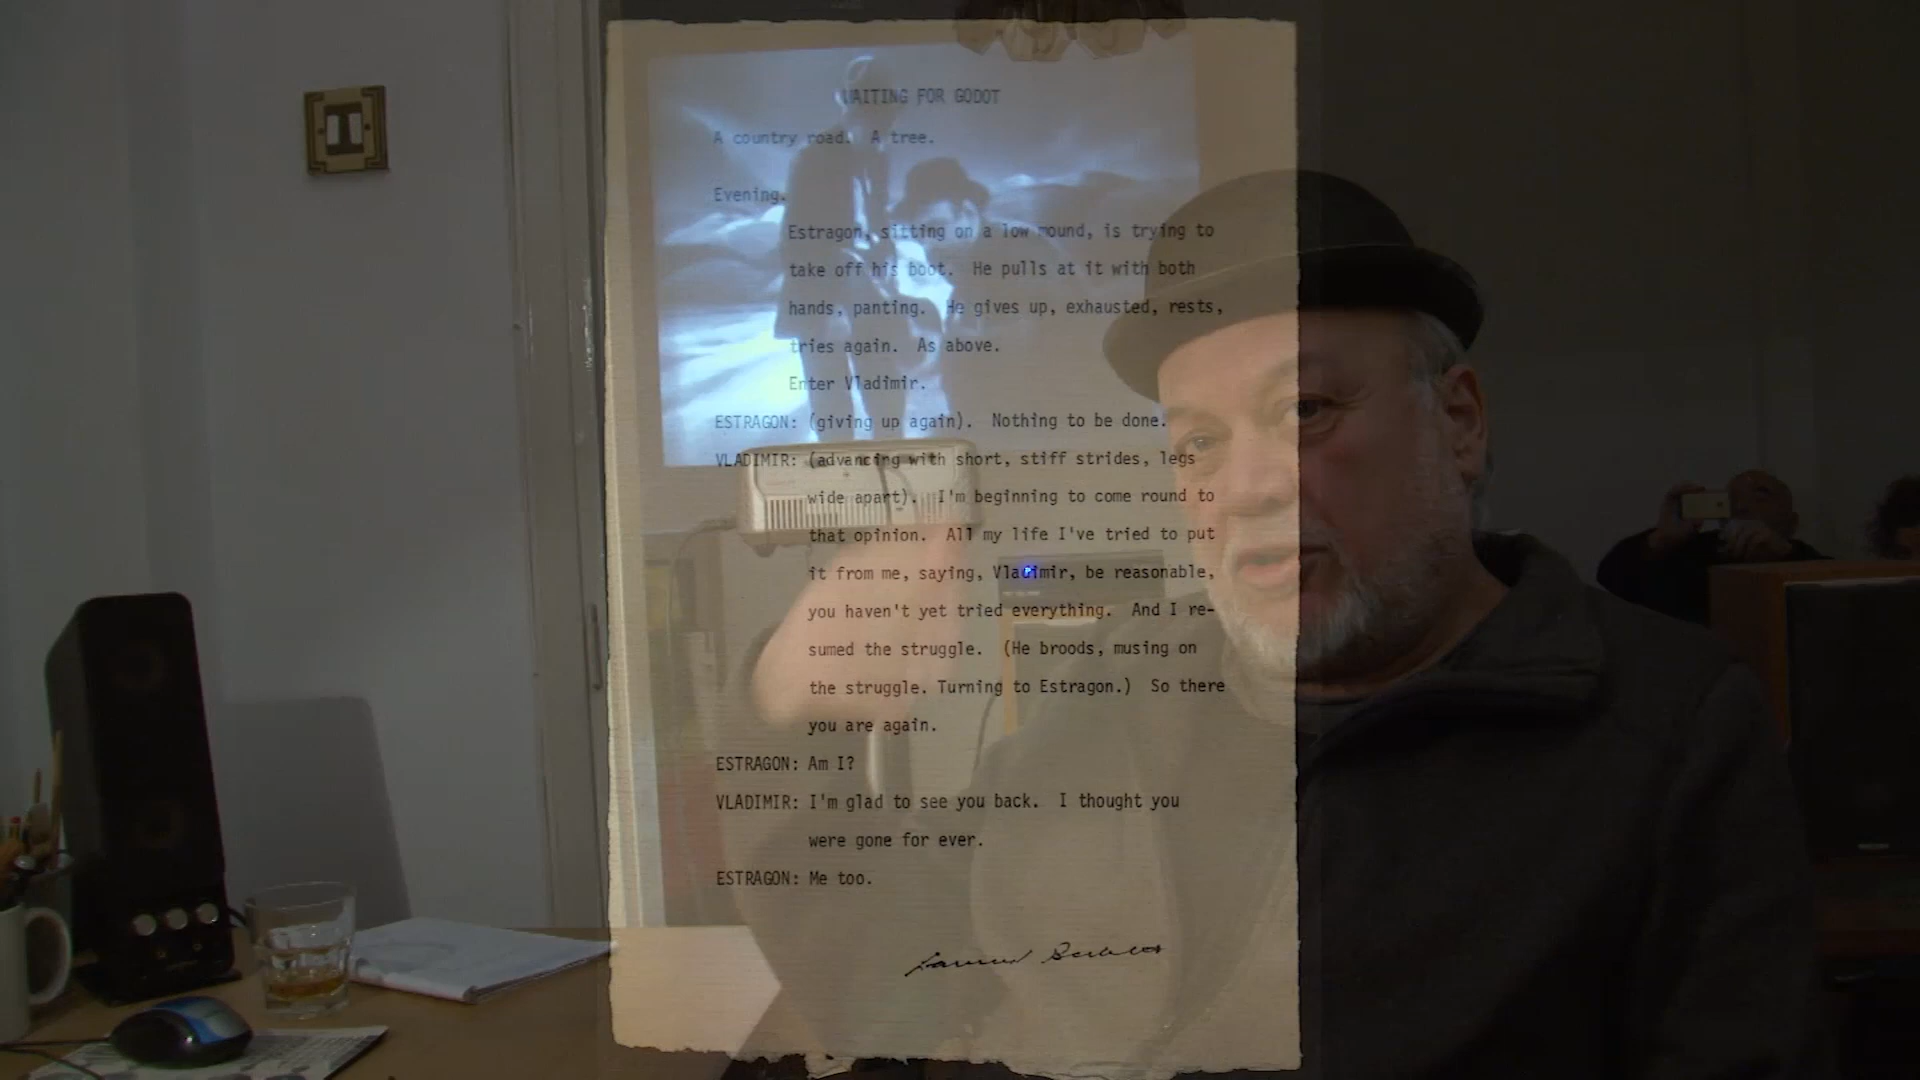 WAITING FOR GODOT
A country road. A tree.
Evening.
Estragon, sitting on a low mound, is trying to
take off his boot. He pulls at it with both
hands, panting. He gives up, exhausted, rests,
tries again. As above.
Enter Vladimir.
ESTRAGON: (giving up again). Nothing to be done.
VLADIMIR: (advancing with short, stiff strides, legs
wide apart). I'm beginning to come round to
that opinion. All my life I've tried to put
it from me, saying, Vladimir, be reasonable,
you haven't yet tried everything. And I re-
sumed the struggle. (He broods, musing on
the struggle. Turning to Estragon.) So there
you are again.
ESTRAGON: Am I?
VLADIMIR: I'm glad to see you back. I thought you
were gone for ever.
ESTRAGON: Me too.
Samuel Beckett